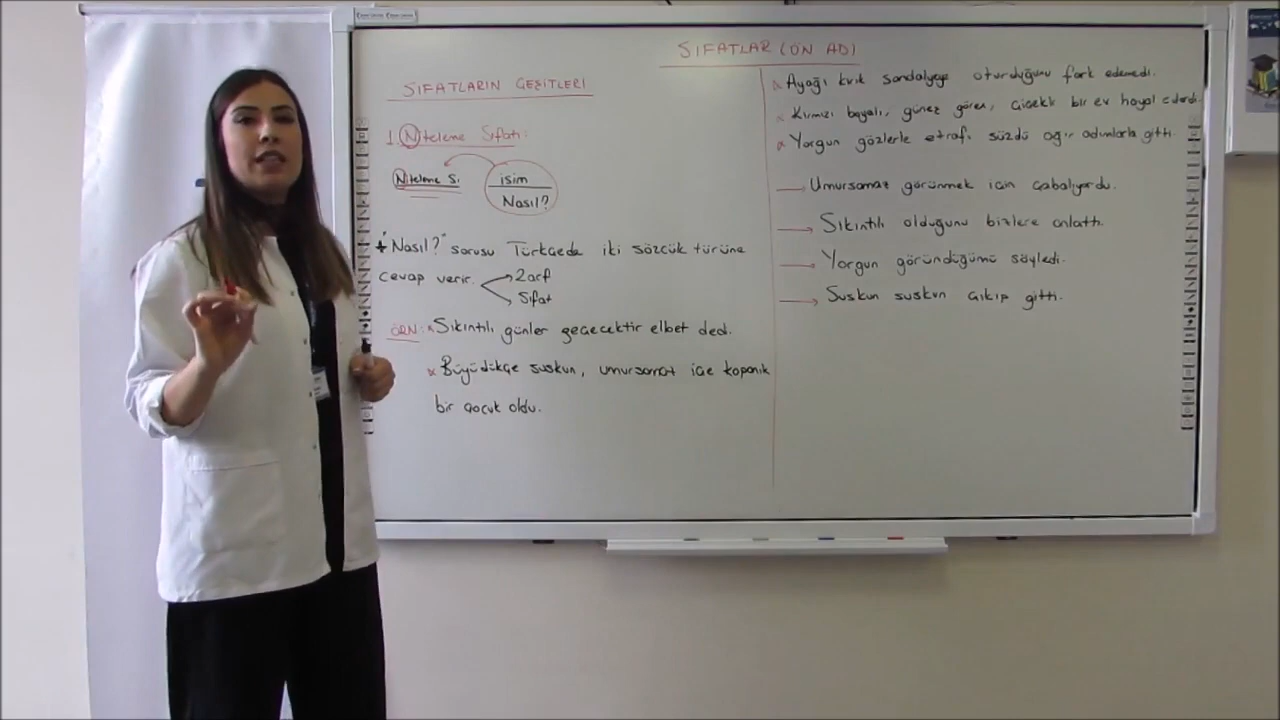 SIFATLAR (ÖN AD)
SIFATLARIN ÇEŞİTLERİ
1. Niteleme Sıfatı:
Niteleme S. isim
Nasıl?
* "Nasıl?" sorusu Türkçede iki sözcük türüne
cevap verir. Zarf
Sıfat
ÖRN: * Sıkıntılı günler geçecektir elbet dedi.
* Büyüdükçe suskun, umursamaz içe kapanık
bir çocuk oldu.
* Ayağı kırık sandalyeye oturduğunu fark edemedi.
* Kırmızı boyalı, güneş gören, çiçekli bir ev hayal ederdi
* Yorgun gözlerle etrafı süzdü ağır adımlarla gitti.
Umursamaz görünmek için çabalıyordu.
Sıkıntılı olduğunu bizlere anlattı.
Yorgun göründüğümü söyledi.
Suskun suskun çıkıp gitti.